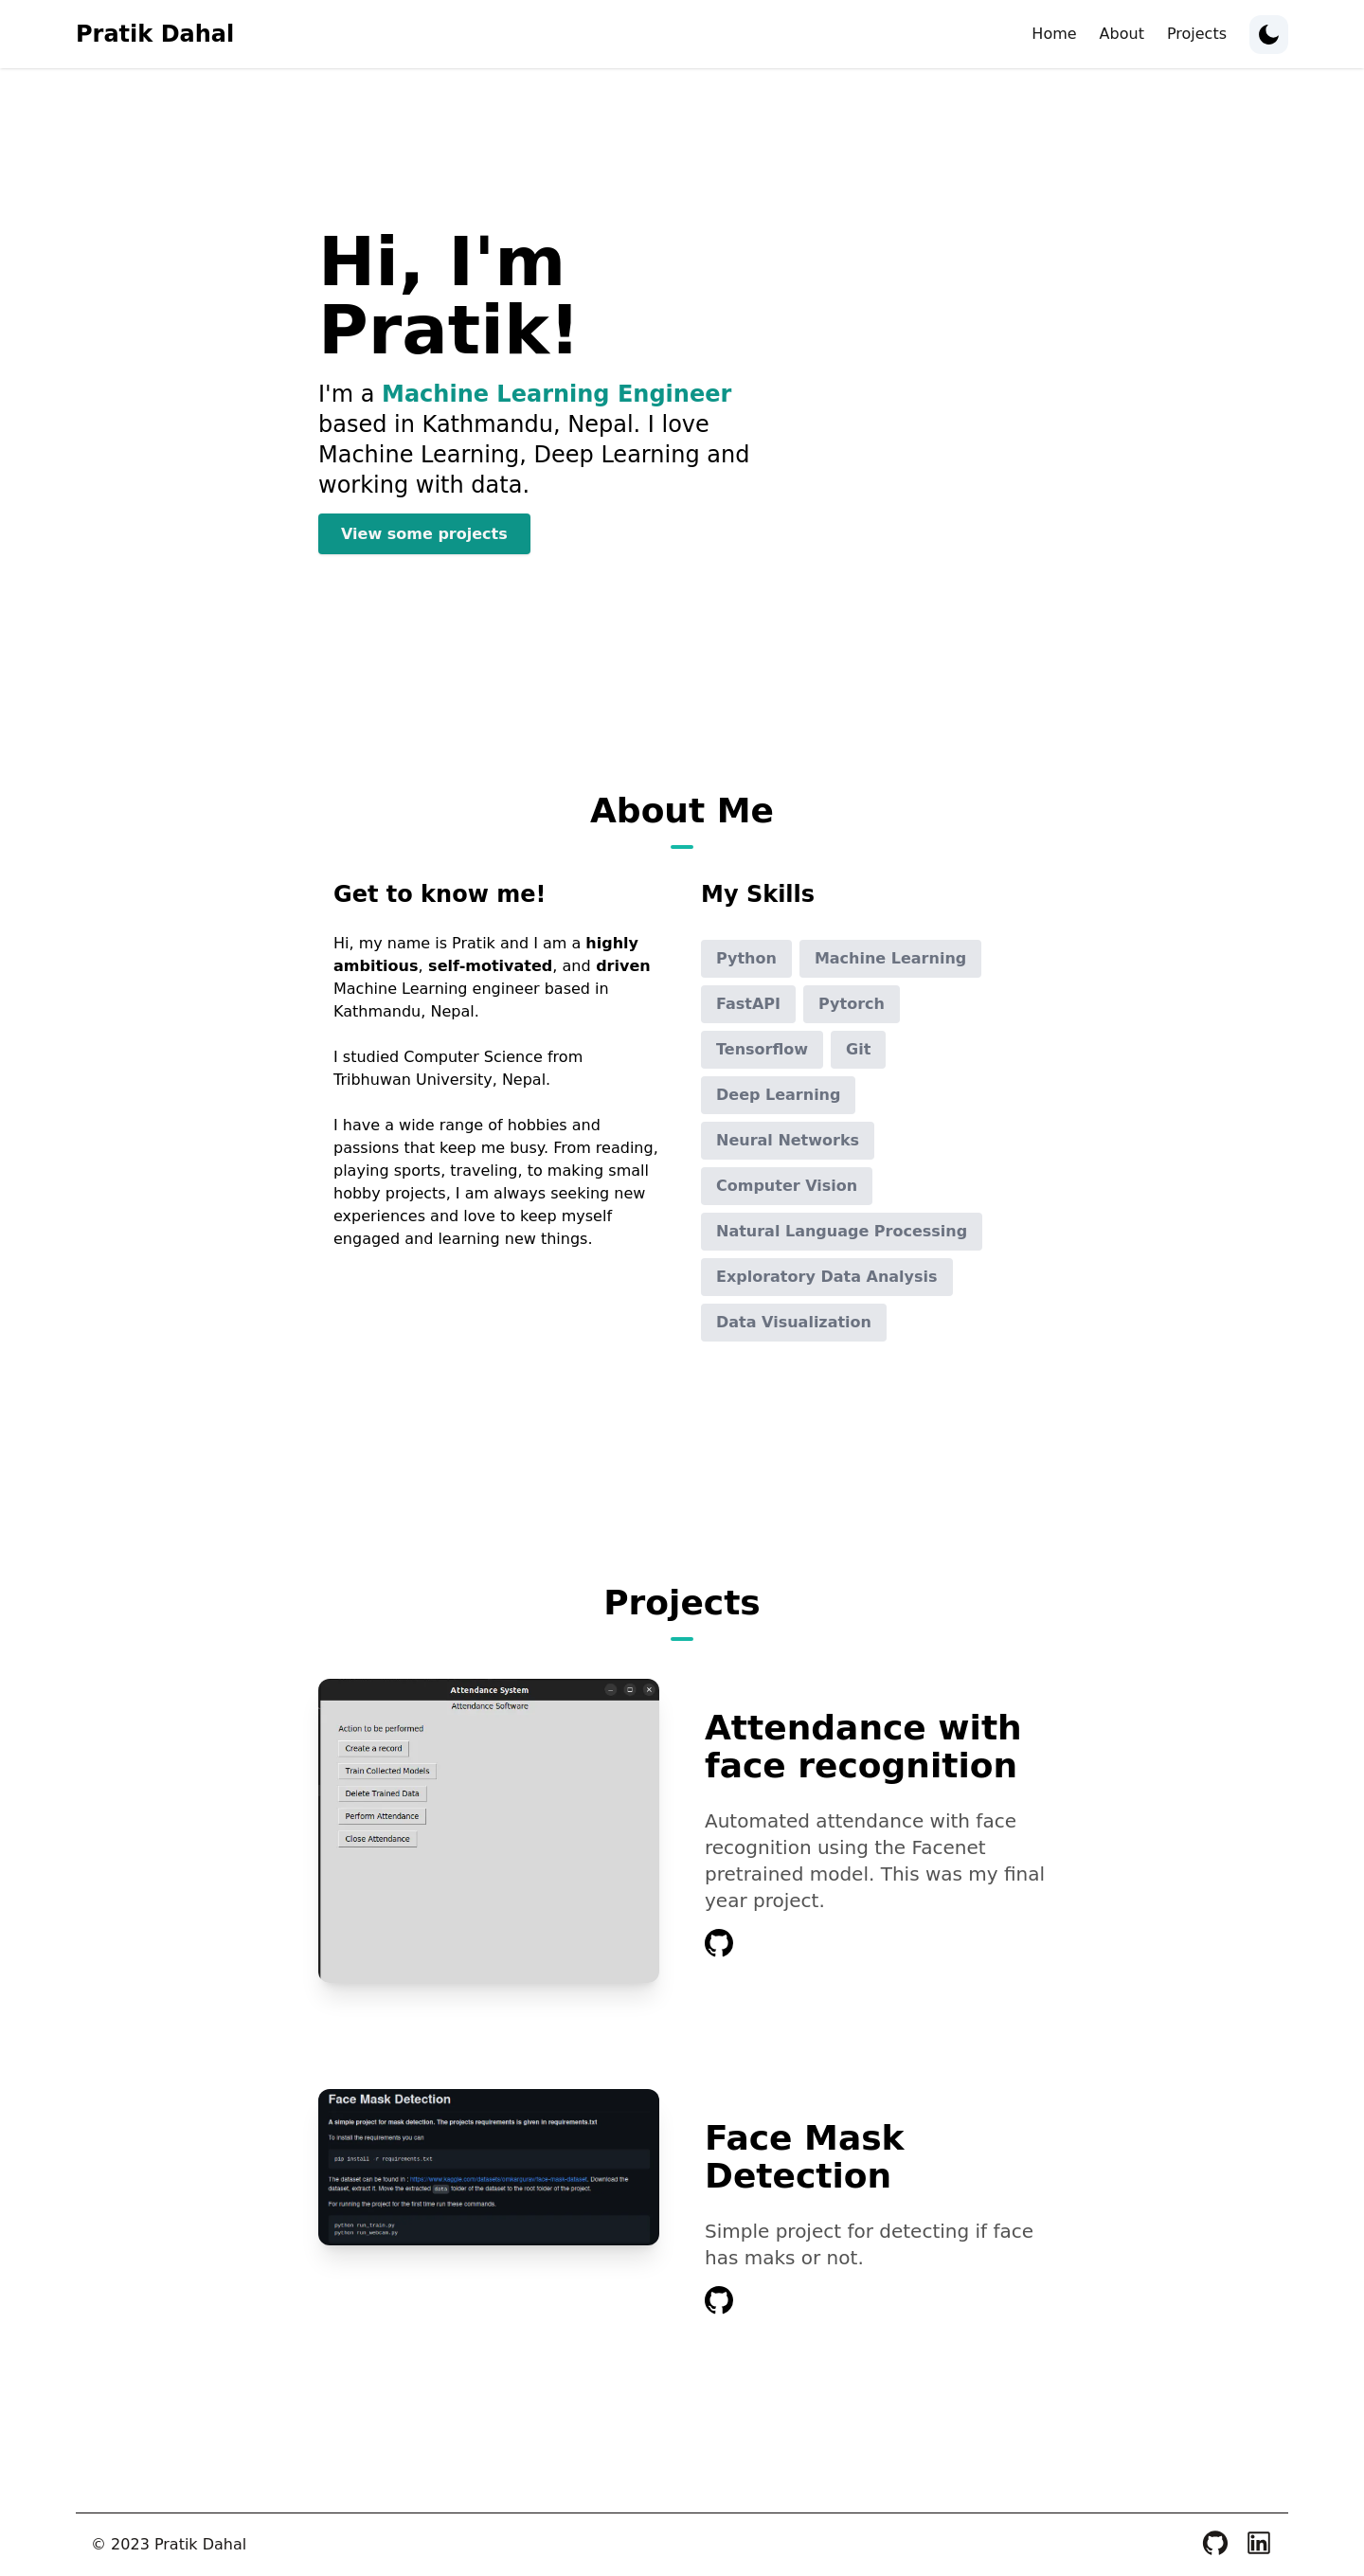 Pratik Dahal
Home About Projects
Hi, I'm
Pratik!
I'm a Machine Learning Engineer
based in Kathmandu, Nepal. I love
Machine Learning, Deep Learning and
working with data.
View some projects
About Me
Get to know me!
Hi, my name is Pratik and I am a highly
ambitious, self-motivated, and driven
Machine Learning engineer based in
Kathmandu, Nepal.
I studied Computer Science from
Tribhuwan University, Nepal.
I have a wide range of hobbies and
passions that keep me busy. From reading,
playing sports, traveling, to making small
hobby projects, I am always seeking new
experiences and love to keep myself
engaged and learning new things.
My Skills
Python Machine Learning
FastAPI Pytorch
Tensorflow Git
Deep Learning
Neural Networks
Computer Vision
Natural Language Processing
Exploratory Data Analysis
Data Visualization
Projects
Attendance System
Attendance Software
Action to be performed
Create a record
Train Collected Models
Delete Trained Data
Perform Attendance
Close Attendance
Attendance with
face recognition
Automated attendance with face
recognition using the Facenet
pretrained model. This was my final
year project.
Face Mask Detection
A simple project for mask detection. The projects requirements is given in requirements.txt
To install the requirements you can
pip install -r requirements.txt
The dataset can be found in : https://www.kaggle.com/datasets/omkargurav/face-mask-dataset. Download the
dataset, extract it. Move the extracted data folder of the dataset to the root folder of the project.
For running the project for the first time run these commands.
python run_train.py
python run_webcam.py
Face Mask
Detection
Simple project for detecting if face
has maks or not.
© 2023 Pratik Dahal